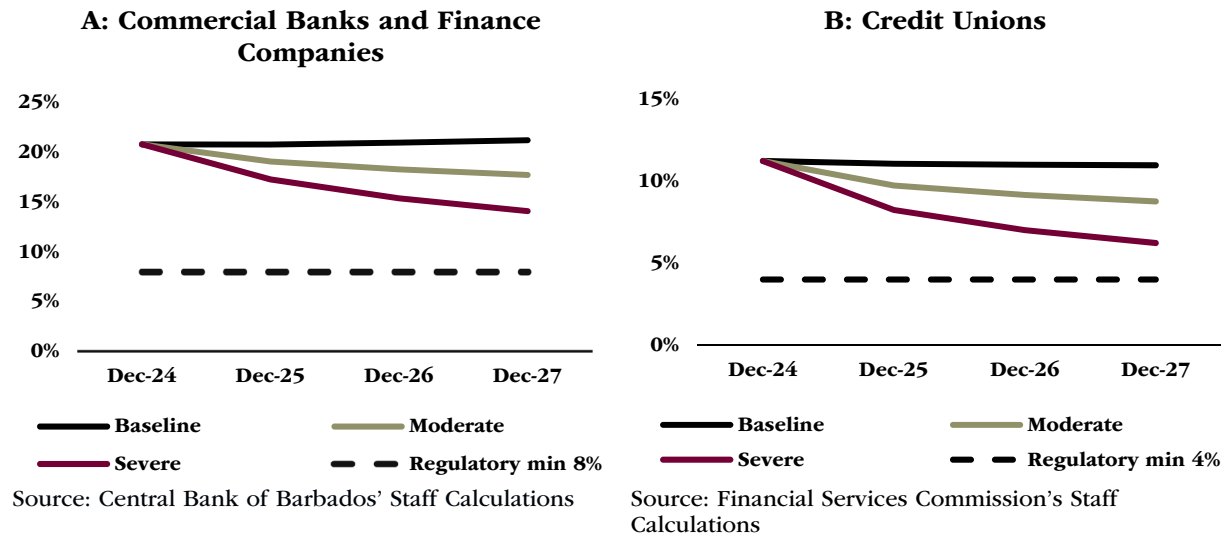 A: Commercial Banks and Finance
Companies
25%
20%
15%
10%
5%
0%
Dec-24 Dec-25 Dec-26 Dec-27
Baseline Moderate
Severe Regulatory min 8%
Source: Central Bank of Barbados’ Staff Calculations
B: Credit Unions
15%
10%
5%
0%
Dec-24 Dec-25 Dec-26 Dec-27
Baseline Moderate
Severe Regulatory min 4%
Source: Financial Services Commission’s Staff
Calculations